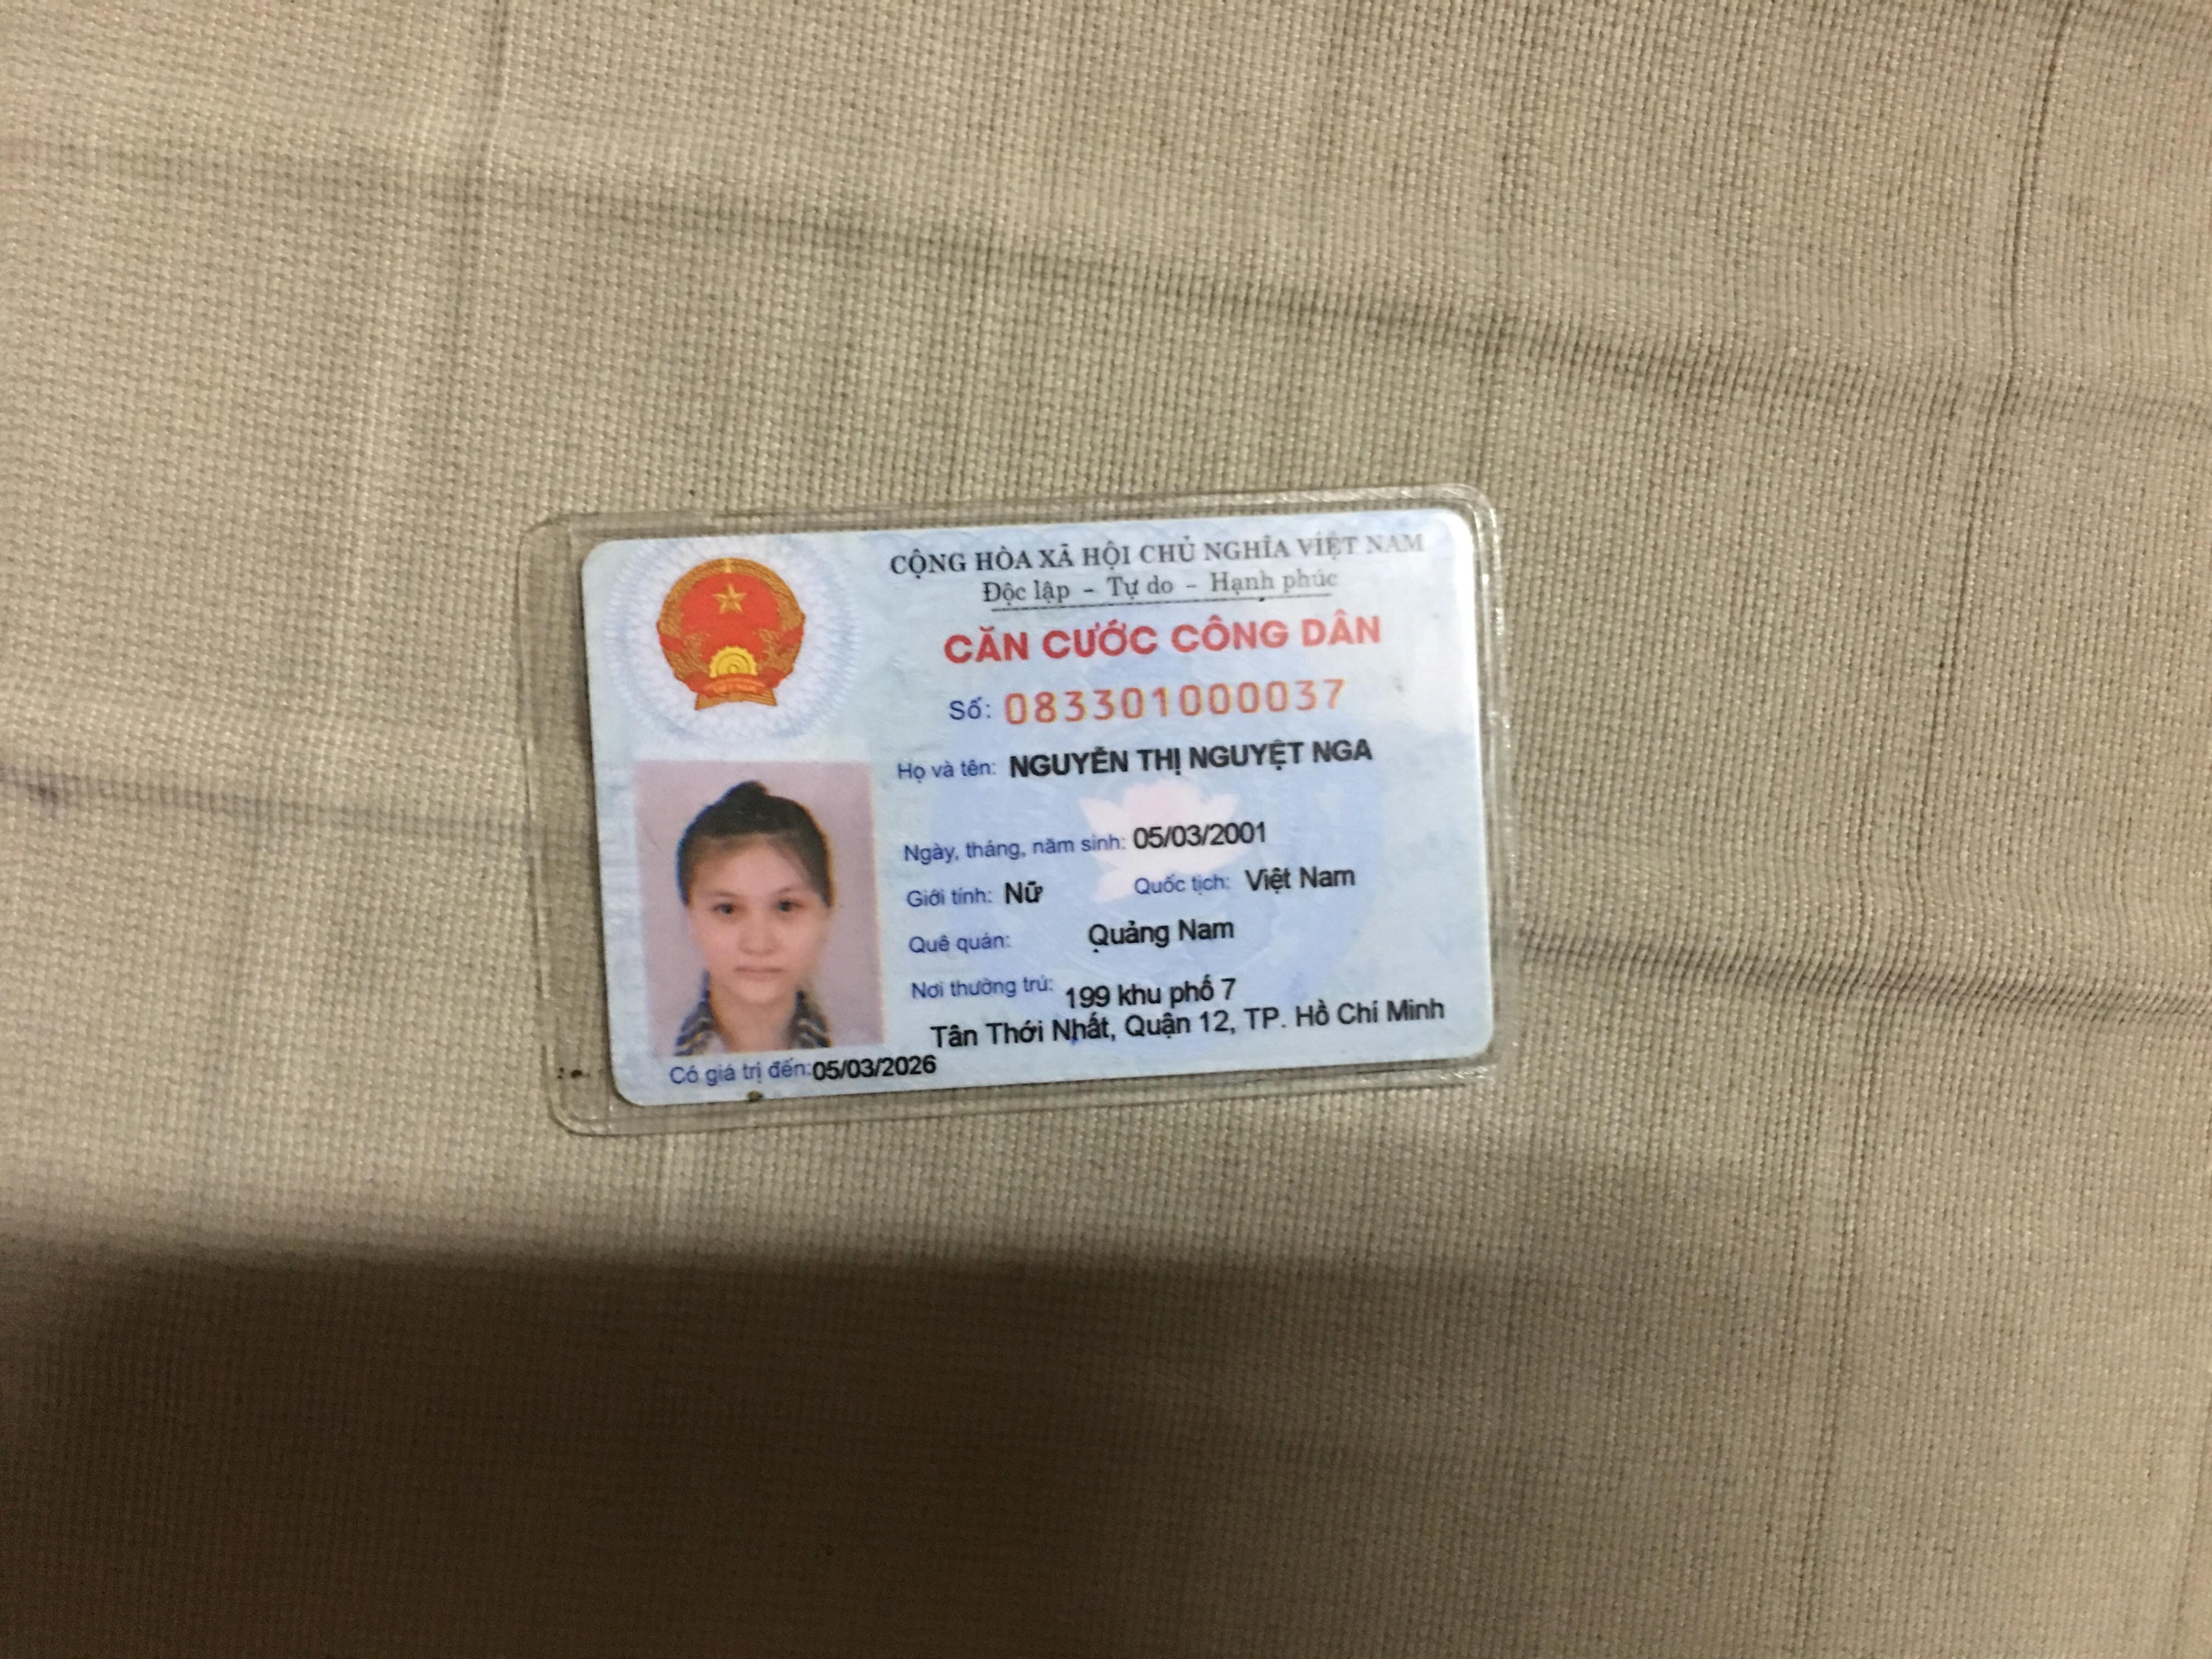 CỘNG HÒA XÃ HỘI CHỦ NGHĨA VIỆT NAM
Độc lập - Tự do - Hạnh phúc
CĂN CƯỚC CÔNG DÂN
Số: 083301000037
Họ và tên: NGUYỄN THỊ NGUYỆT NGA
Ngày, tháng, năm sinh: 05/03/2001
Giới tính: Nữ Quốc tịch: Việt Nam
Quê quán: Quảng Nam
Nơi thường trú: 199 khu phố 7
Tân Thới Nhất, Quận 12, TP. Hồ Chí Minh
Có giá trị đến: 05/03/2026